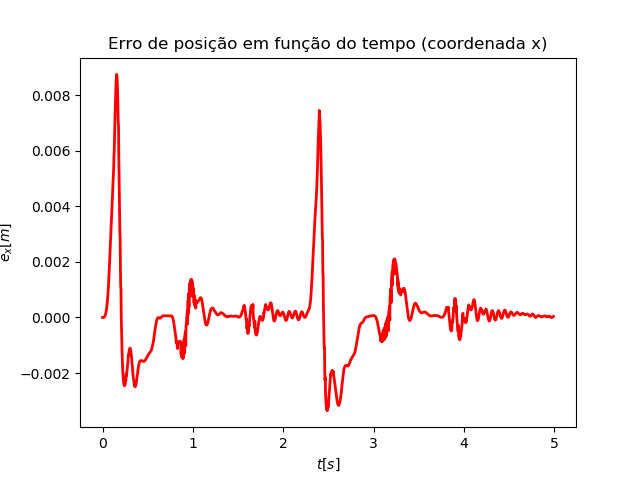 Erro de posição em função do tempo (coordenada x)
0.008
0.006
0.004
0.002
0.000
−0.002
e_x[m]
0 1 2 3 4 5
t[s]